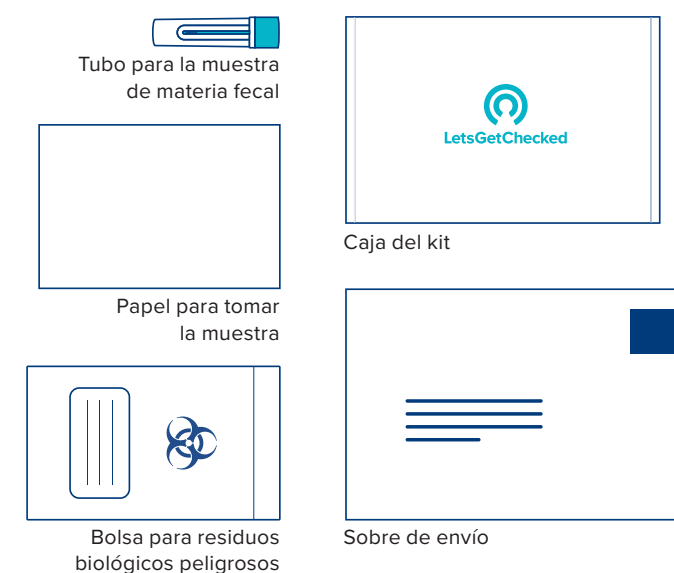 Tubo para la muestra
de materia fecal
Papel para tomar
la muestra
Bolsa para residuos
biológicos peligrosos
LetsGetChecked
Caja del kit
Sobre de envío